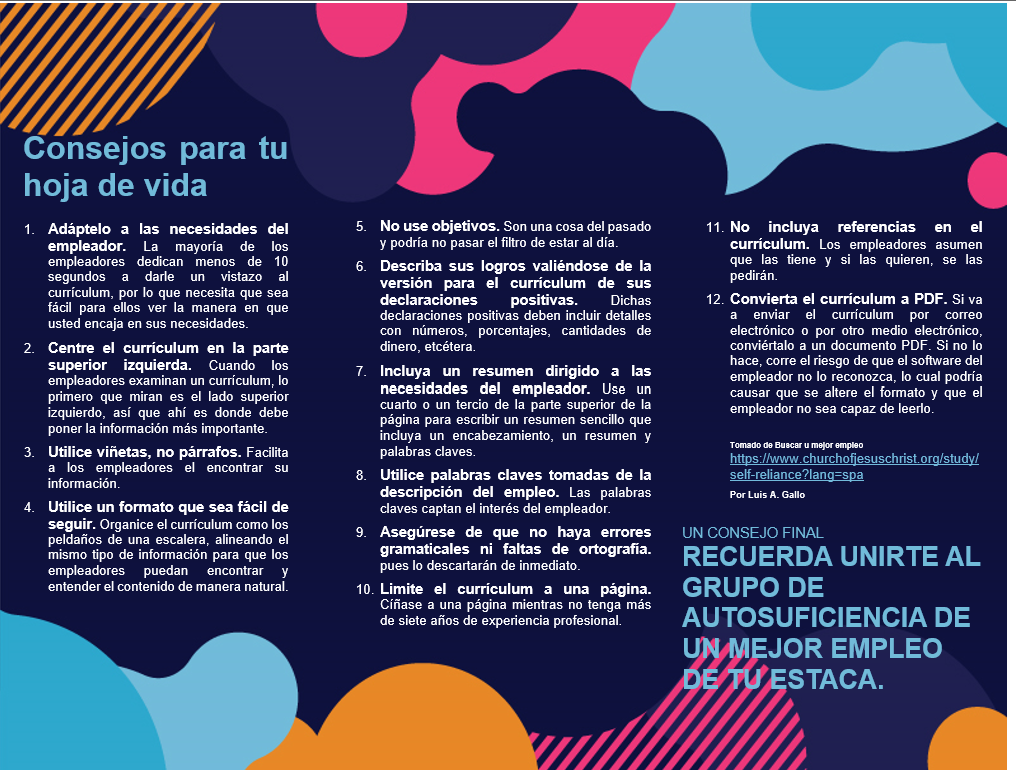 Consejos para tu
hoja de vida
1. Adáptelo a las necesidades del
empleador. La mayoría de los
empleadores dedican menos de 10
segundos a darle un vistazo al
currículum, por lo que necesita que sea
fácil para ellos ver la manera en que
usted encaja en sus necesidades.
2. Centre el currículum en la parte
superior izquierda. Cuando los
empleadores examinan un currículum, lo
primero que miran es el lado superior
izquierdo, así que ahí es donde debe
poner la información más importante.
3. Utilice viñetas, no párrafos. Facilita
a los empleadores el encontrar su
información.
4. Utilice un formato que sea fácil de
seguir. Organice el currículum como los
peldaños de una escalera, alineando el
mismo tipo de información para que los
empleadores puedan encontrar y
entender el contenido de manera natural.
5. No use objetivos. Son una cosa del pasado
y podría no pasar el filtro de estar al día.
6. Describa sus logros valiéndose de la
versión para el currículum de sus
declaraciones positivas. Dichas
declaraciones positivas deben incluir detalles
con números, porcentajes, cantidades de
dinero, etcétera.
7. Incluya un resumen dirigido a las
necesidades del empleador. Use un
cuarto o un tercio de la parte superior de la
página para escribir un resumen sencillo que
incluya un encabezamiento, un resumen y
palabras claves.
8. Utilice palabras claves tomadas de la
descripción del empleo. Las palabras
claves captan el interés del empleador.
9. Asegúrese de que no haya errores
gramaticales ni faltas de ortografía.
pues lo descartarán de inmediato.
10. Limite el currículum a una página.
Cíñase a una página mientras no tenga más
de siete años de experiencia profesional.
11. No incluya referencias en el
currículum. Los empleadores asumen
que las tiene y si las quieren, se las
pedirán.
12. Convierta el currículum a PDF. Si va
a enviar el currículum por correo
electrónico o por otro medio electrónico,
conviértalo a un documento PDF. Si no lo
hace, corre el riesgo de que el software del
empleador no lo reconozca, lo cual podría
causar que se altere el formato y que el
empleador no sea capaz de leerlo.
Tomado de Buscar u mejor empleo
https://www.churchofjesuschrist.org/study/
self-reliance?lang=spa
Por Luis A. Gallo
UN CONSEJO FINAL
RECUERDA UNIRTE AL
GRUPO DE
AUTOSUFICIENCIA DE
UN MEJOR EMPLEO
DE TU ESTACA.